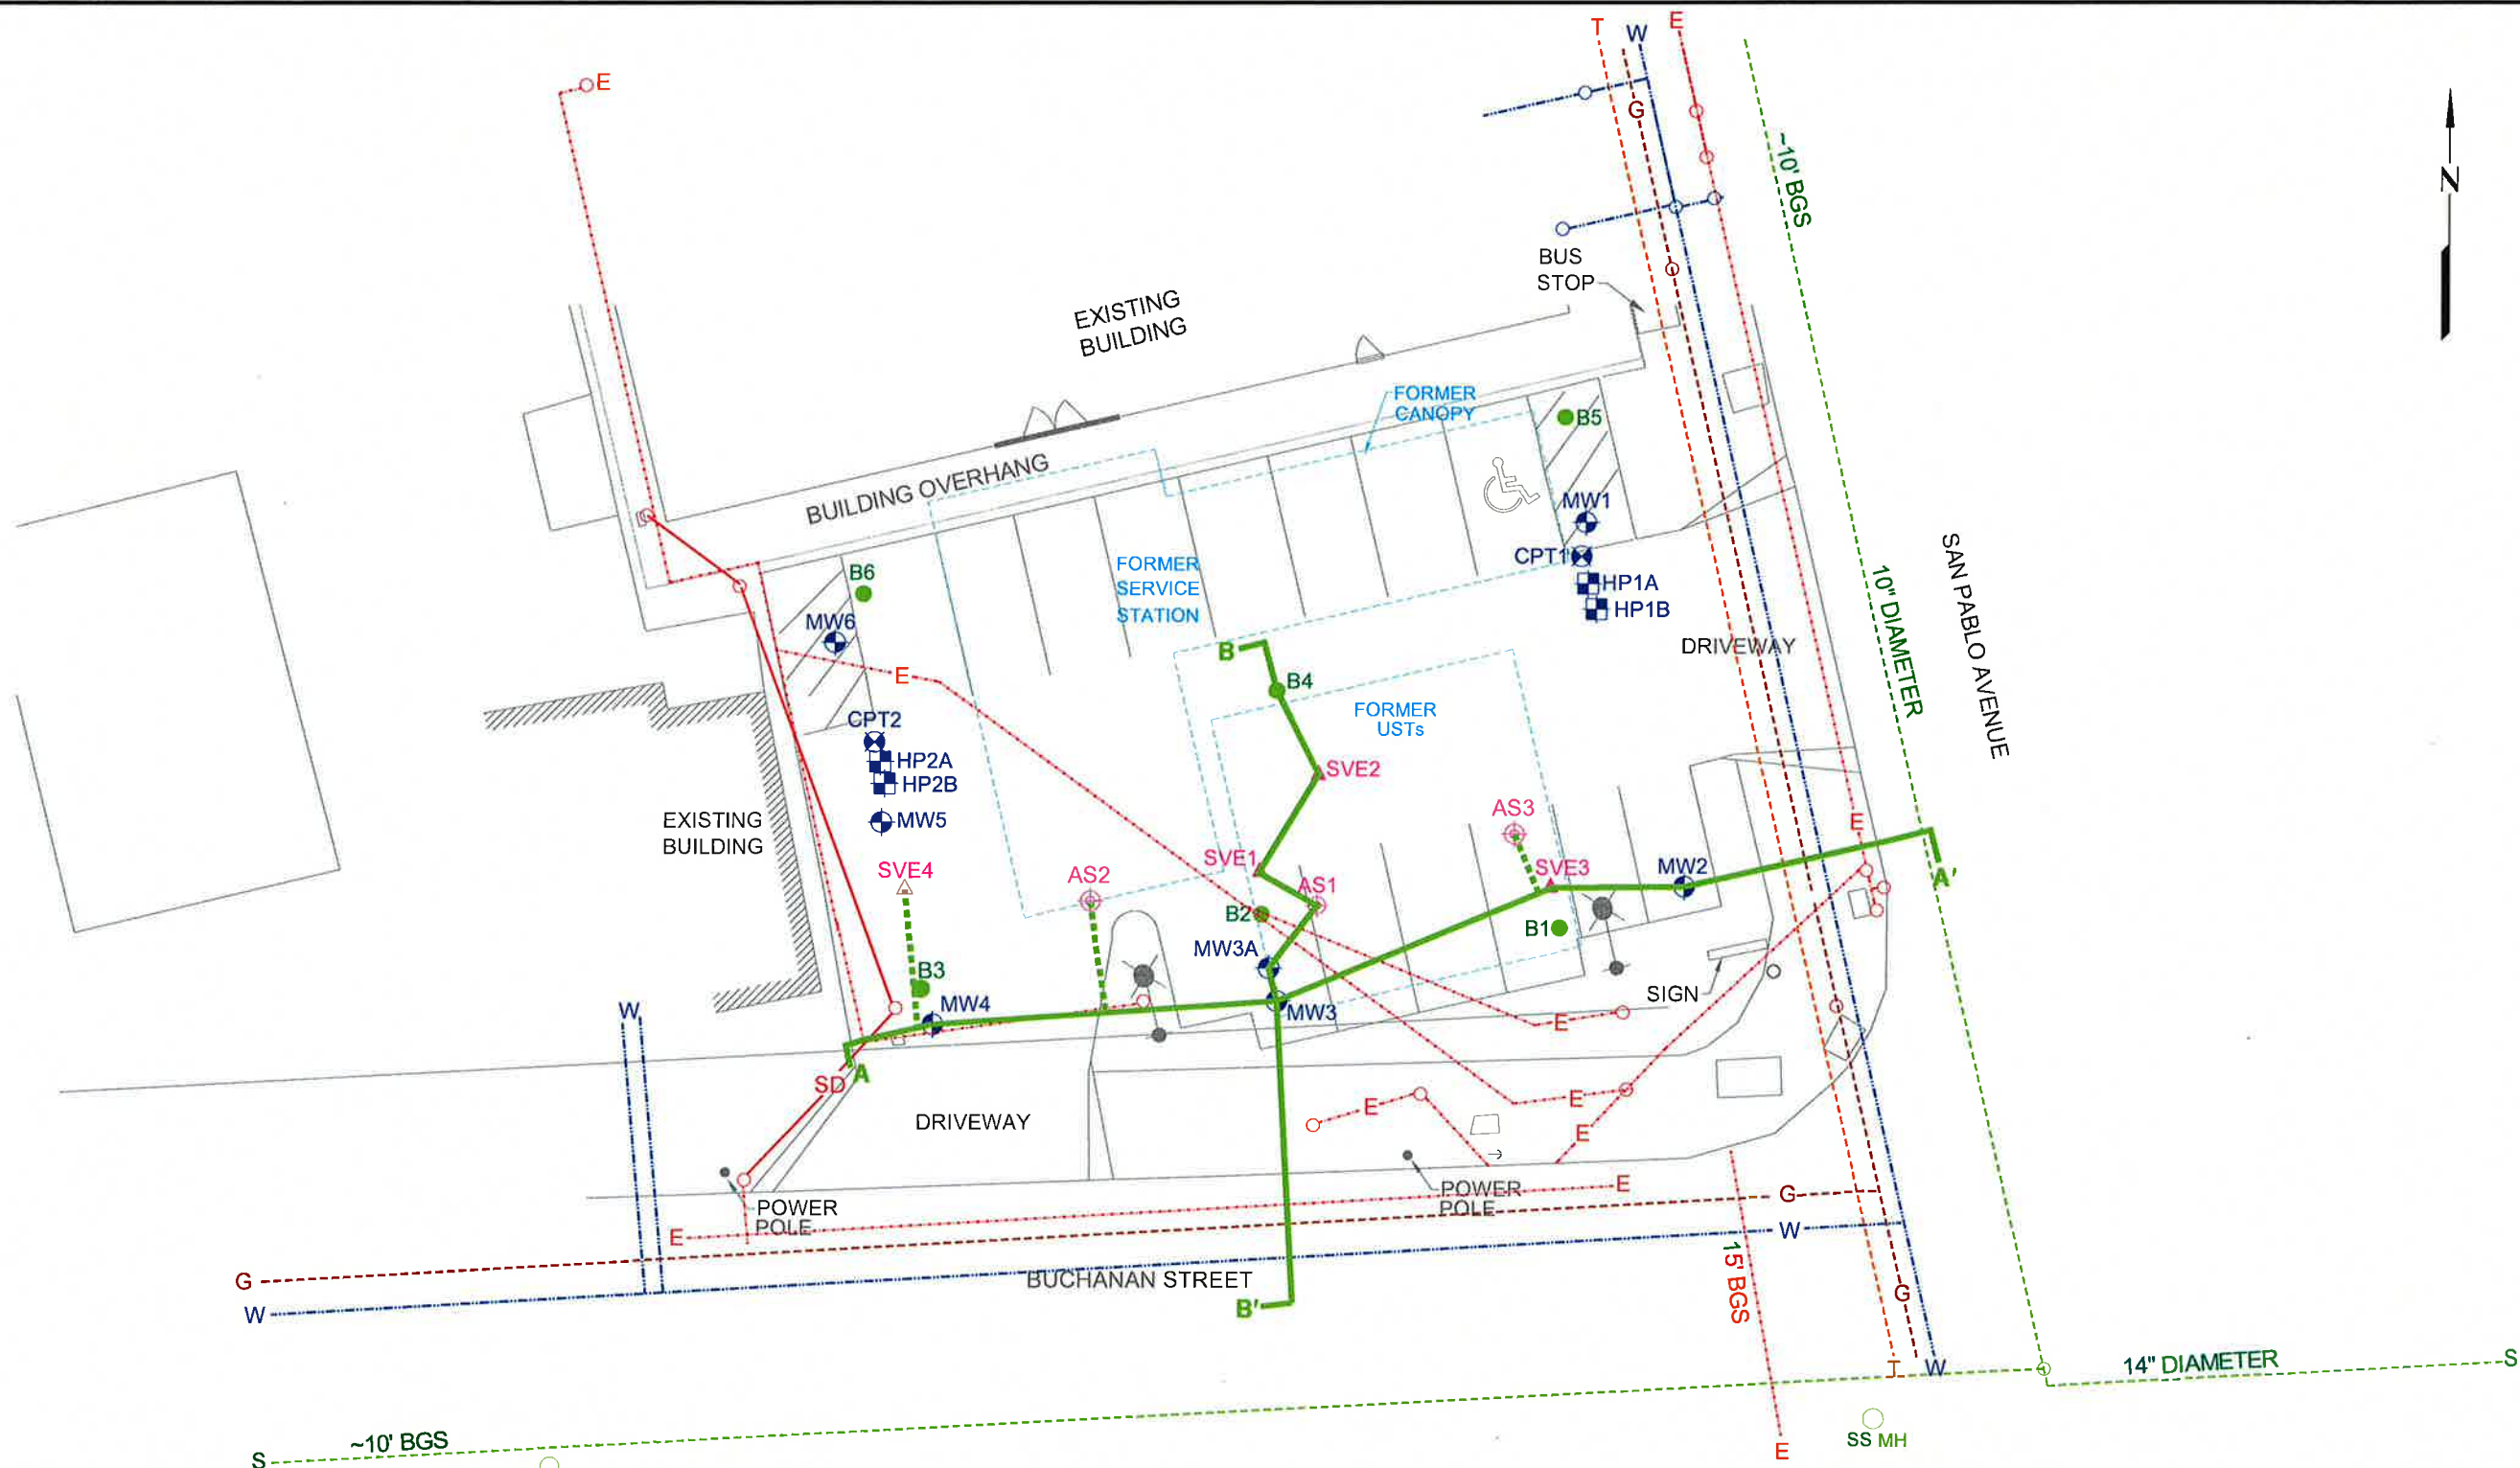 T
W
E
E
G
~10' BGS
N
BUS
STOP
EXISTING
BUILDING
FORMER
CANOPY
B5
BUILDING OVERHANG
MW1
CPT1
HP1A
HP1B
FORMER
SERVICE
STATION
B6
MW6
E
SAN PABLO AVENUE
10" DIAMETER
DRIVEWAY
B
B4
FORMER
USTs
CPT2
HP2A
HP2B
MW5
SVE2
EXISTING
BUILDING
AS3
E
SVE4
AS2
SVE1
AS1
SVE3
MW2
A'
B2
B1
MW3A
B3
MW4
MW3
SIGN
W
E
SD
A
DRIVEWAY
E
E
E
POWER
POLE
POWER
POLE
E
E
G
W
G
W
BUCHANAN STREET
B'
15' BGS
G
T
W
14" DIAMETER
S
SS MH
E
~10' BGS
S